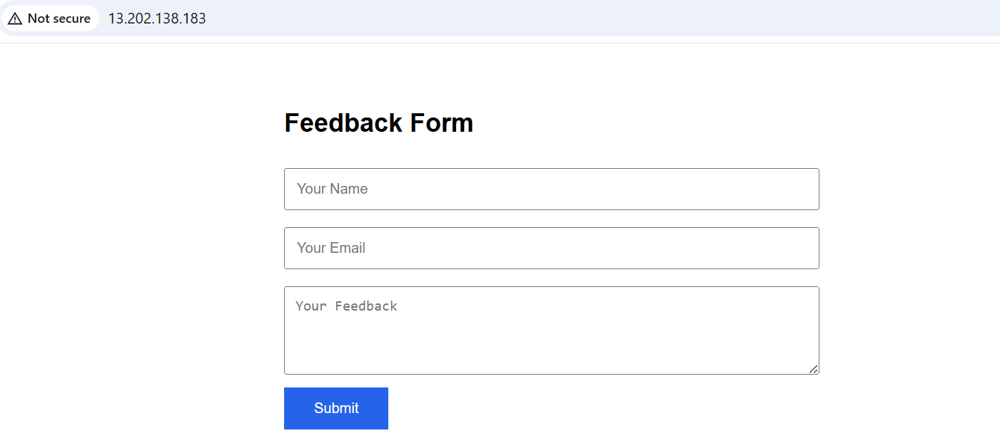 Not secure 13.202.138.183
Feedback Form
Your Name
Your Email
Your Feedback
Submit